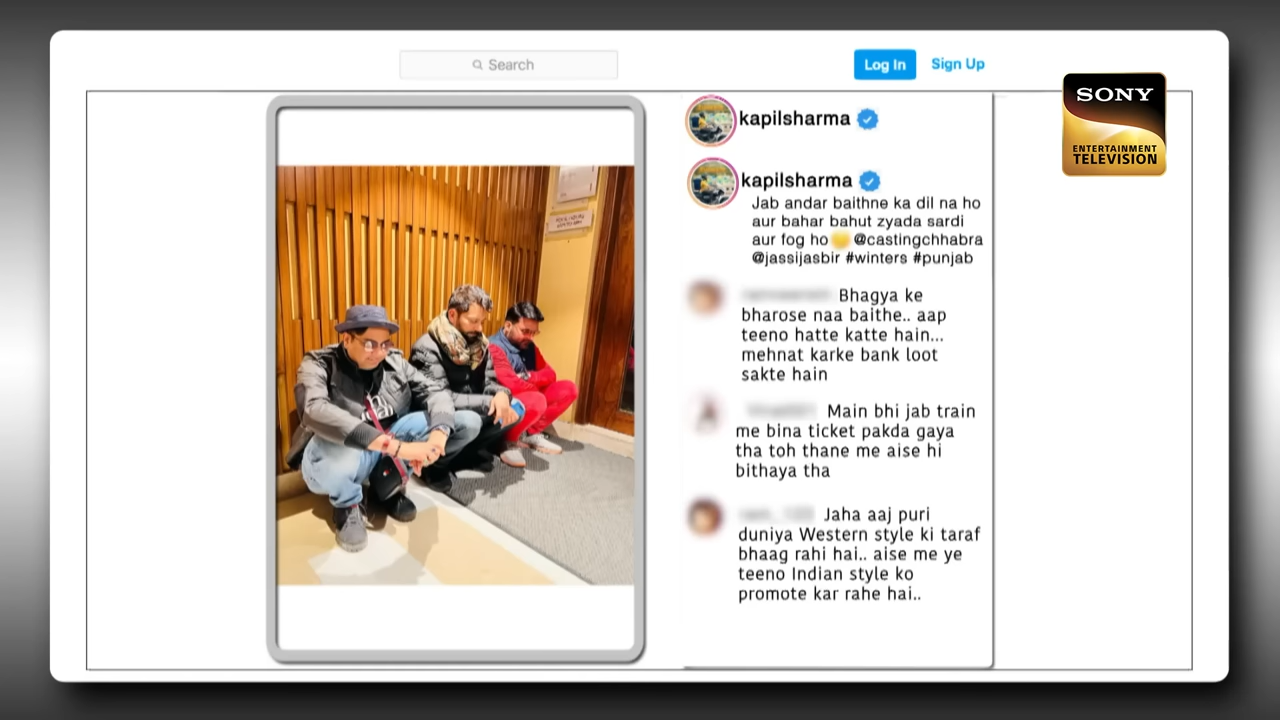 Search
Log In
Sign Up
SONY
ENTERTAINMENT
TELEVISION
kapilsharma
kapilsharma
Jab andar baithne ka dil na ho
aur bahar bahut zyada sardi
aur fog ho @castingchhabra
@jassijasbir #winters #punjab
Bhagya ke
bharose naa baithe.. aap
teeno hatte katte hain...
mehnat karke bank loot
sakte hain
Main bhi jab train
me bina ticket pakda gaya
tha toh thane me aise hi
bithaya tha
Jaha aaj puri
duniya Western style ki taraf
bhaag rahi hai.. aise me ye
teeno Indian style ko
promote kar rahe hai..